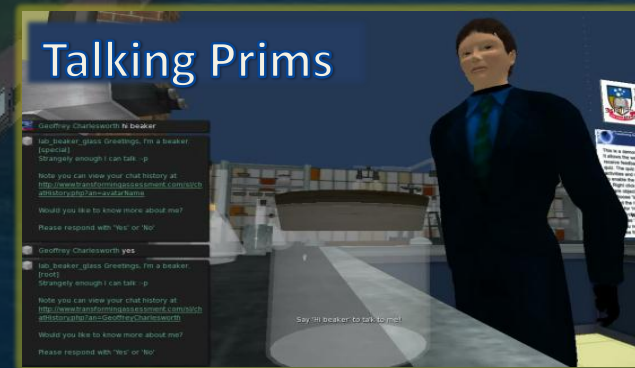 Talking Prims
Geoffrey Charlesworth hi beaker
lab_beaker_glass Greetings, I'm a beaker
[special]
Strangely enough I can talk :-p
Note you can view your chat history at
http://www.transformingassessment.com/sl/ch
atHistory.php?an=avatarName
Would you like to know more about me?
Please respond with 'Yes' or 'No'
Geoffrey Charlesworth yes
lab_beaker_glass Greetings, I'm a beaker
[root]
Strangely enough I can talk :-p
Note you can view your chat history at
http://www.transformingassessment.com/sl/ch
atHistory.php?an=GeoffreyCharlesworth
Would you like to know more about me?
Please respond with 'Yes' or 'No'
Say 'Hi beaker' to talk to me!